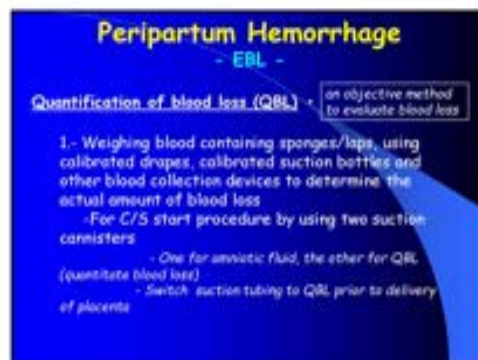 Peripartum Hemorrhage
- EBL -
Quantification of blood loss (QBL) - an objective method
to evaluate blood loss
1.- Weighing blood containing sponges/laps, using
calibrated drapes, calibrated suction bottles and
other blood collection devices to determine the
actual amount of blood loss
-For C/S start procedure by using two suction
cannisters
- One for amniotic fluid, the other for QBL
(quantitate blood loss)
- Switch suction tubing to QBL prior to delivery
of placenta